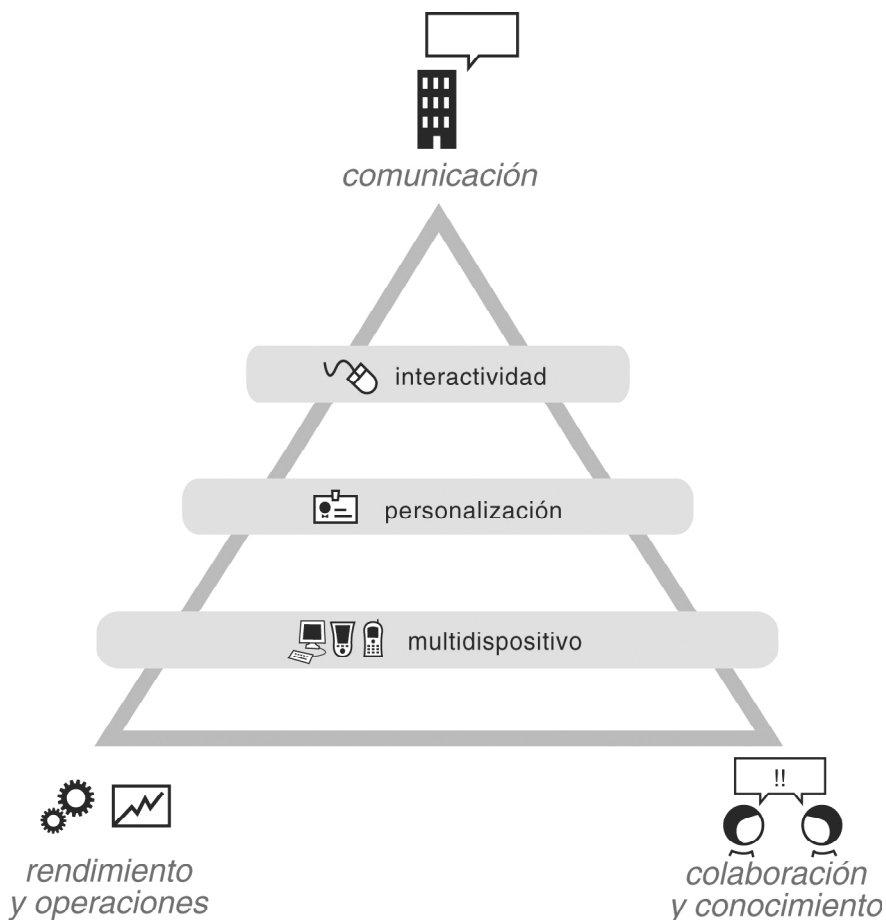 comunicación
interactividad
personalización
multidispositivo
!!
rendimiento
y operaciones
colaboración
y conocimiento